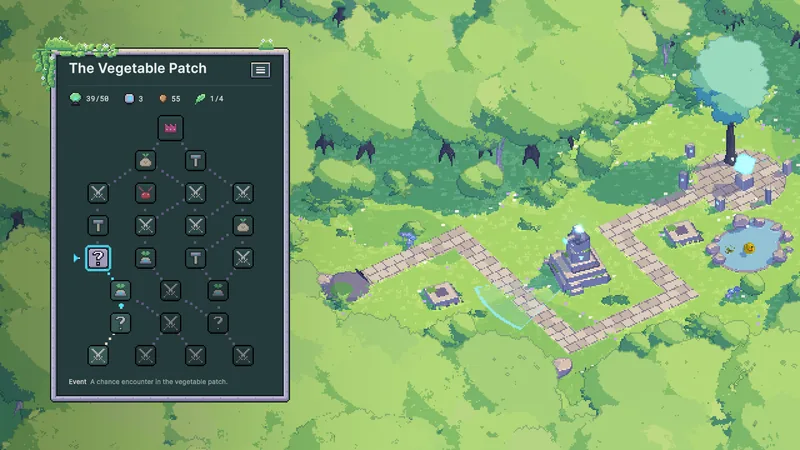 The Vegetable Patch
39/50 3 55 1/4
?
? ?
Event A chance encounter in the vegetable patch.